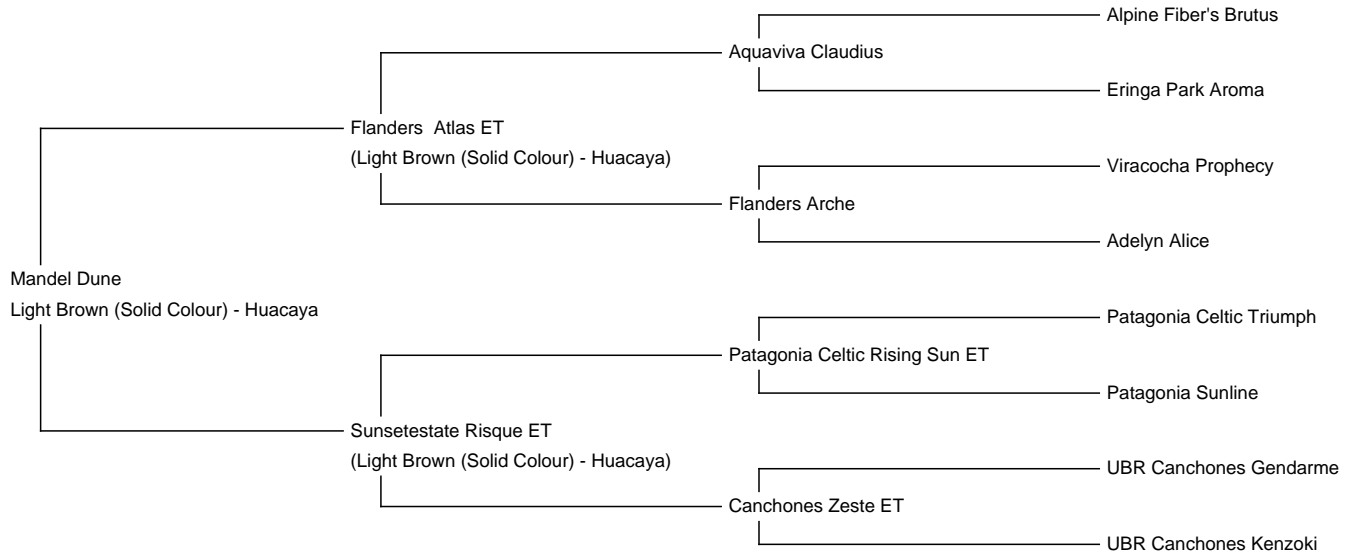 Alpine Fiber's Brutus
Aquaviva Claudius
Eringa Park Aroma
Flanders  Atlas ET
(Light Brown (Solid Colour) - Huacaya)
Viracocha Prophecy
Flanders Arche
Adelyn Alice
Mandel Dune
Light Brown (Solid Colour) - Huacaya
Patagonia Celtic Triumph
Patagonia Celtic Rising Sun ET
Patagonia Sunline
Sunsetestate Risque ET
(Light Brown (Solid Colour) - Huacaya)
UBR Canchones Gendarme
Canchones Zeste ET
UBR Canchones Kenzoki